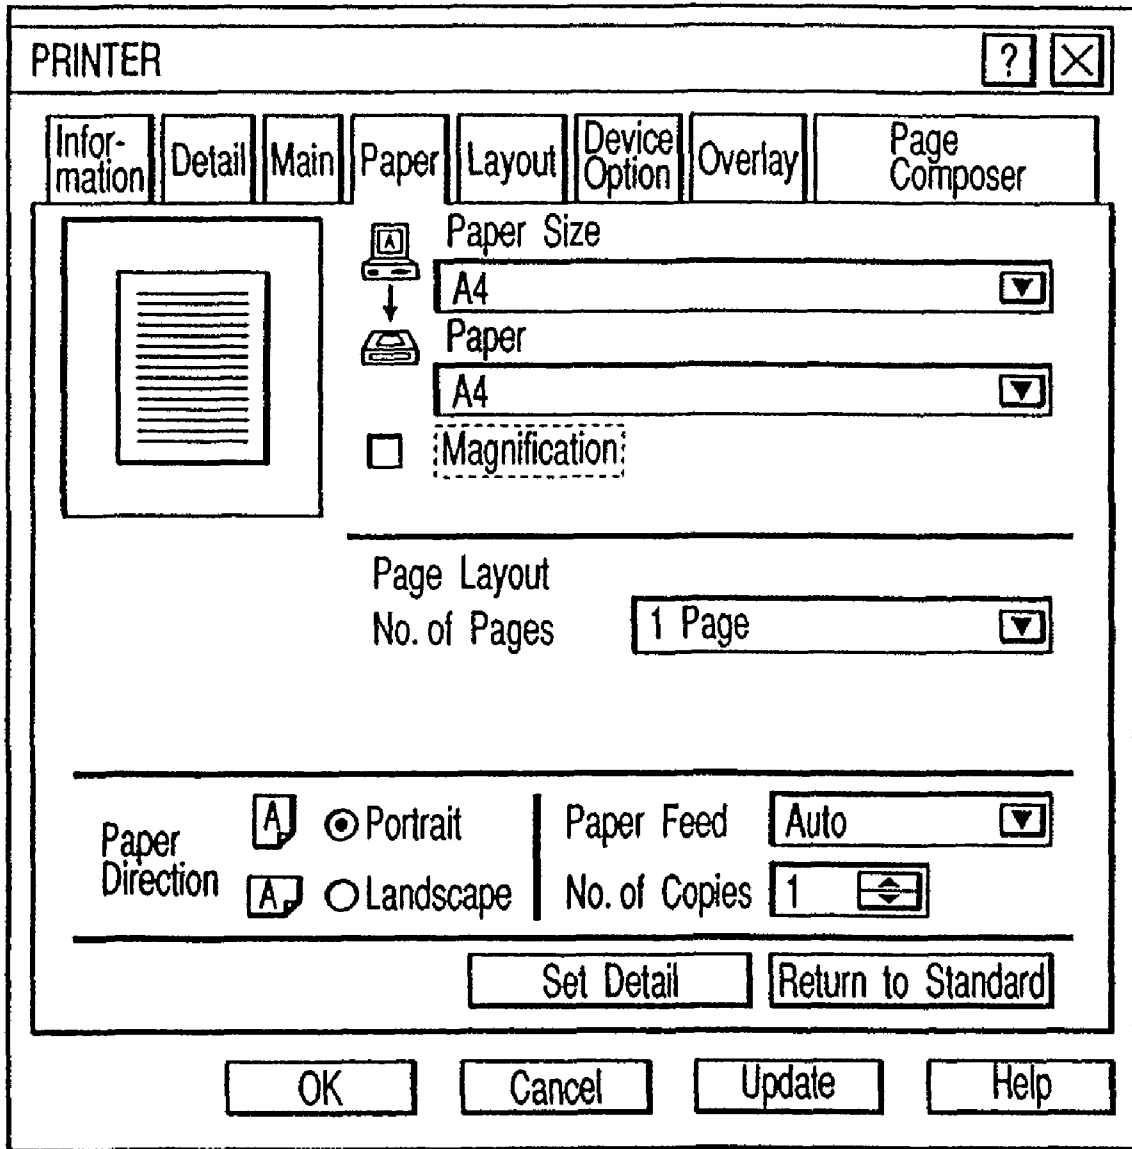 PRINTER
?
Infor-
mation
Detail
Main
Paper
Layout
Device
Option
Overlay
Page
Composer
A
Paper Size
A4
Paper
A4
Magnification
Page Layout
No. of Pages
1 Page
Paper
Direction
A
Portrait
A
Landscape
Paper Feed
Auto
No. of Copies
1
Set Detail
Return to Standard
OK
Cancel
Update
Help